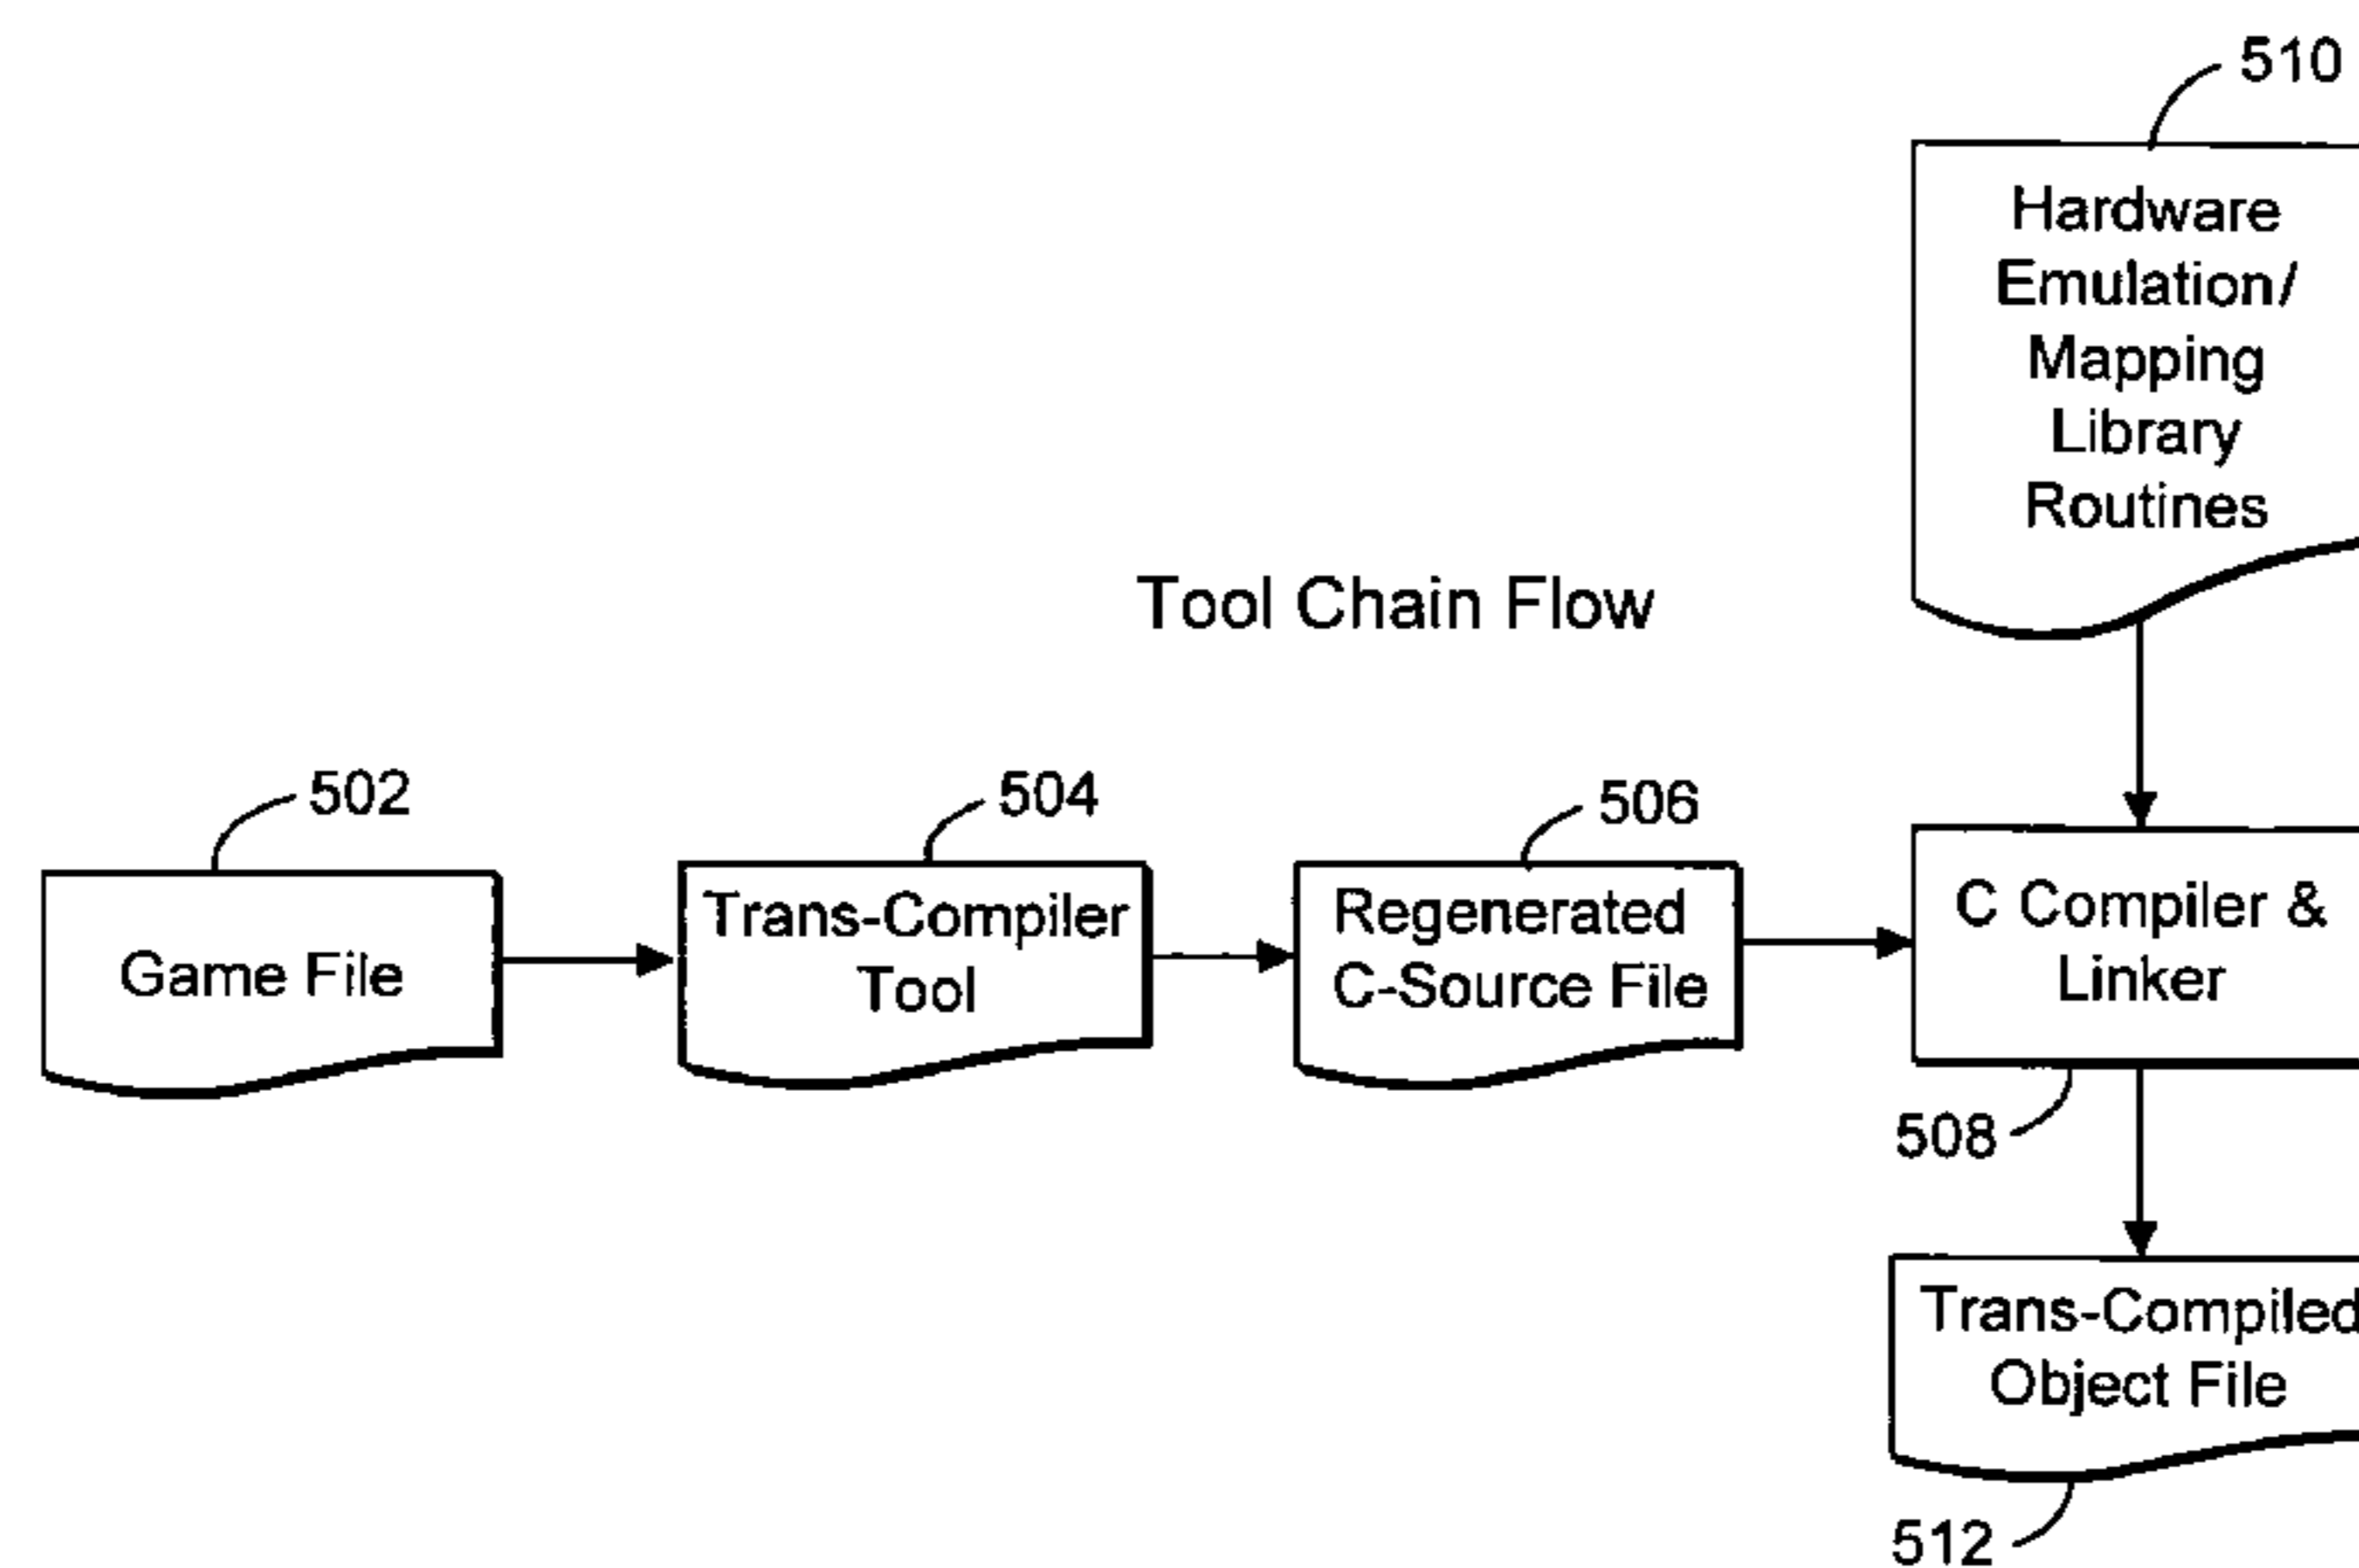 510
Hardware
Emulation/
Mapping
Library
Routines
Tool Chain Flow
502
504
506
Game File
Trans-Compiler
Tool
Regenerated
C-Source File
C Compiler &
Linker
508
Trans-Compiled
Object File
512